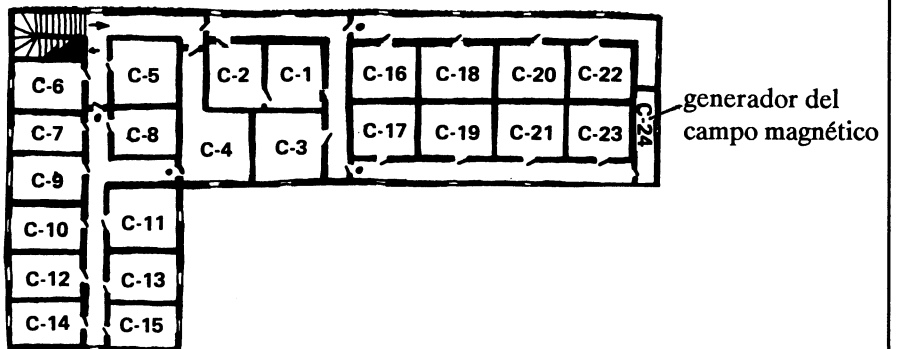 C-5
C-2
C-1
C-16
C-18
C-20
C-22
C-6
C-24
generador del
campo magnético
C-7
C-8
C-4
C-3
C-17
C-19
C-21
C-23
C-9
C-10
C-11
C-12
C-13
C-14
C-15